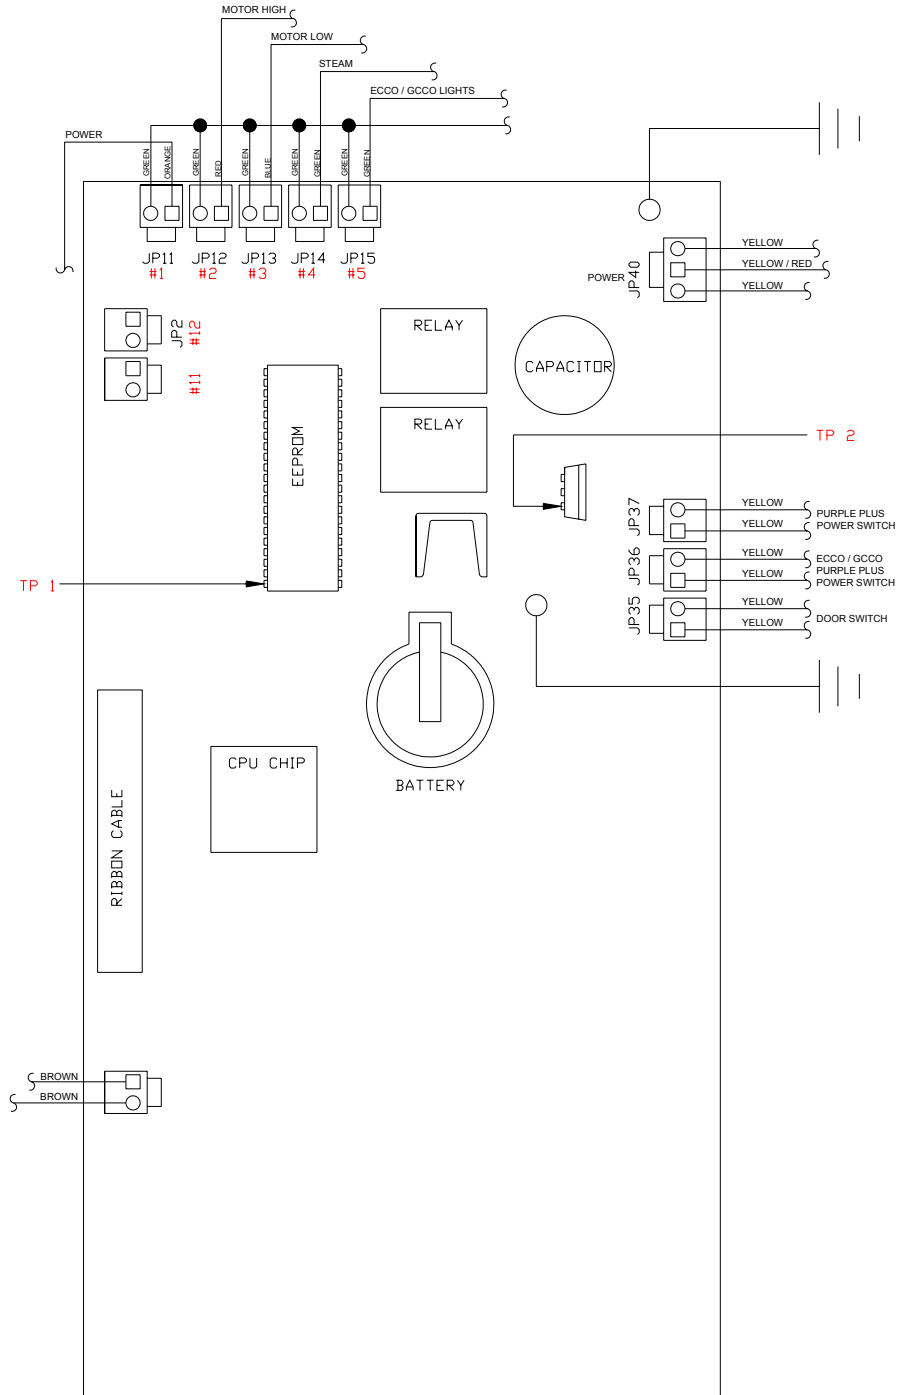 MOTOR HIGH
MOTOR LOW
STEAM
ECCO / GCCO LIGHTS
POWER
GREEN
ORANGE
GREEN
RED
GREEN
BLUE
GREEN
GREEN
GREEN
GREEN
JP11
JP12
JP13
JP14
JP15
#1
#2
#3
#4
#5
YELLOW
YELLOW / RED
YELLOW
POWER
JP40
JP2
#12
#11
RELAY
CAPACITOR
RELAY
EEPROM
TP 2
JP37
YELLOW
YELLOW
PURPLE PLUS
POWER SWITCH
JP36
YELLOW
YELLOW
ECCO / GCCO
PURPLE PLUS
POWER SWITCH
JP35
YELLOW
YELLOW
DOOR SWITCH
TP 1
CPU CHIP
BATTERY
RIBBON CABLE
BROWN
BROWN